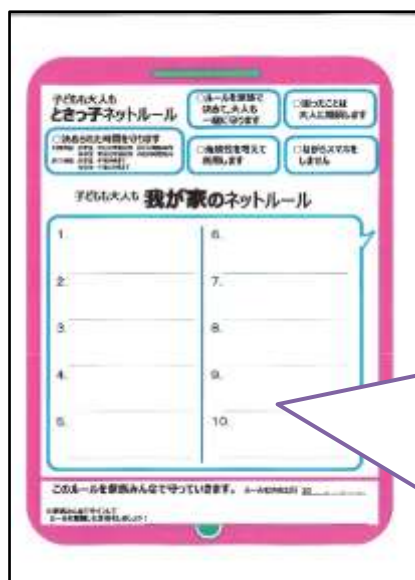 子どもも大人も
ときっ子ネットルール
○ルールを家族で
決めて、大人も
一緒に守ります
○困ったことは
大人に相談します
○決められた時間を守ります
○危険性を考えて
利用します
○ながらスマホを
しません
子どもも大人も 我が家のネットルール
1.
2.
3.
4.
5.
6.
7.
8.
9.
10.
このルールを家族みんなで守っていきます。